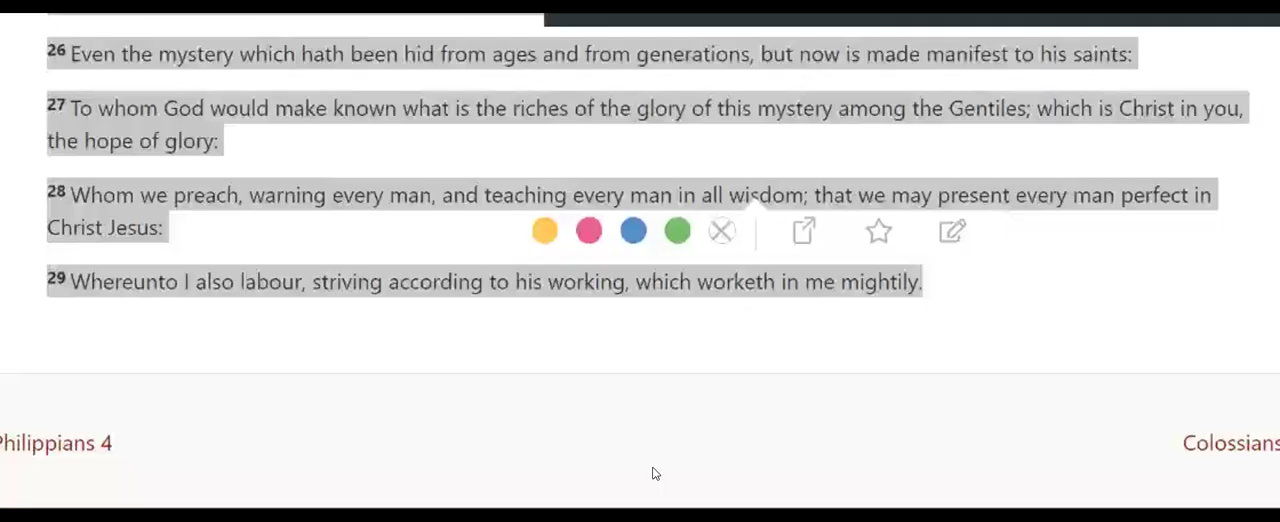 26 Even the mystery which hath been hid from ages and from generations, but now is made manifest to his saints:
27 To whom God would make known what is the riches of the glory of this mystery among the Gentiles; which is Christ in you,
the hope of glory:
28 Whom we preach, warning every man, and teaching every man in all wisdom; that we may present every man perfect in
Christ Jesus:
29 Whereunto I also labour, striving according to his working, which worketh in me mightily.
Philippians 4
Colossians